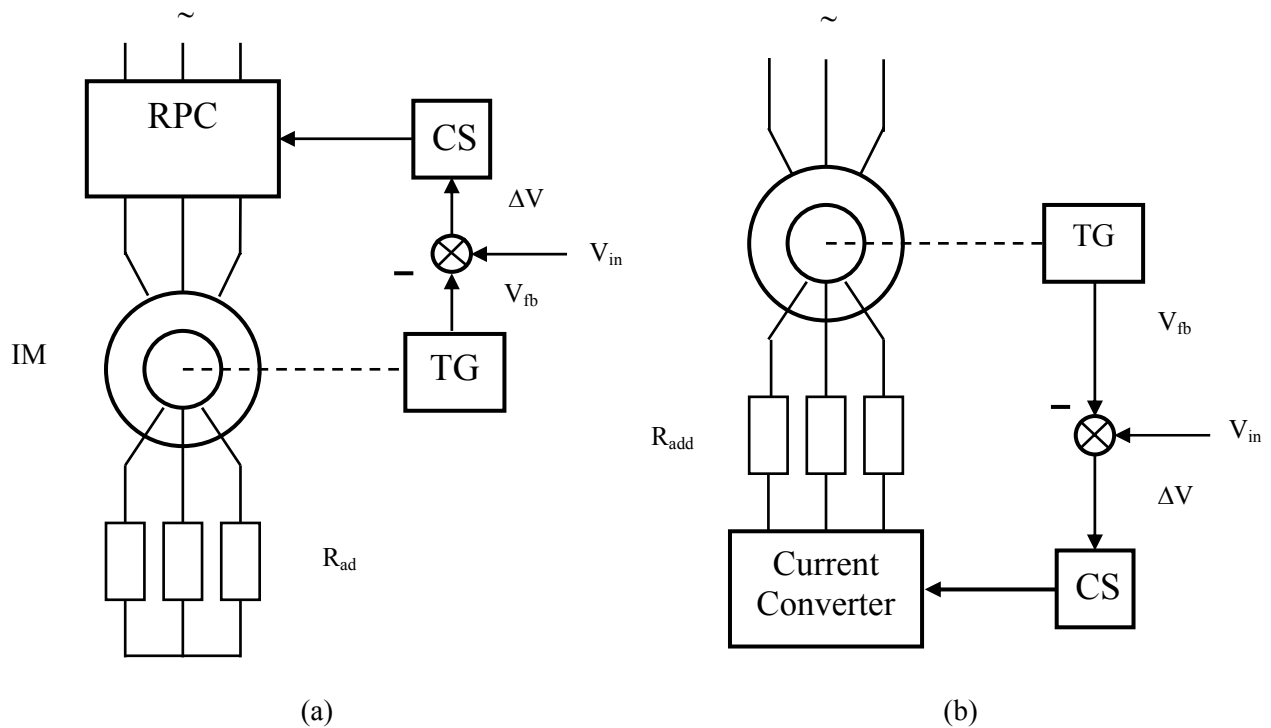 ~
RPC
CS
ΔV
V_in
V_fb
IM
TG
R_ad
(a)
~
TG
V_fb
R_add
V_in
ΔV
Current
Converter
CS
(b)